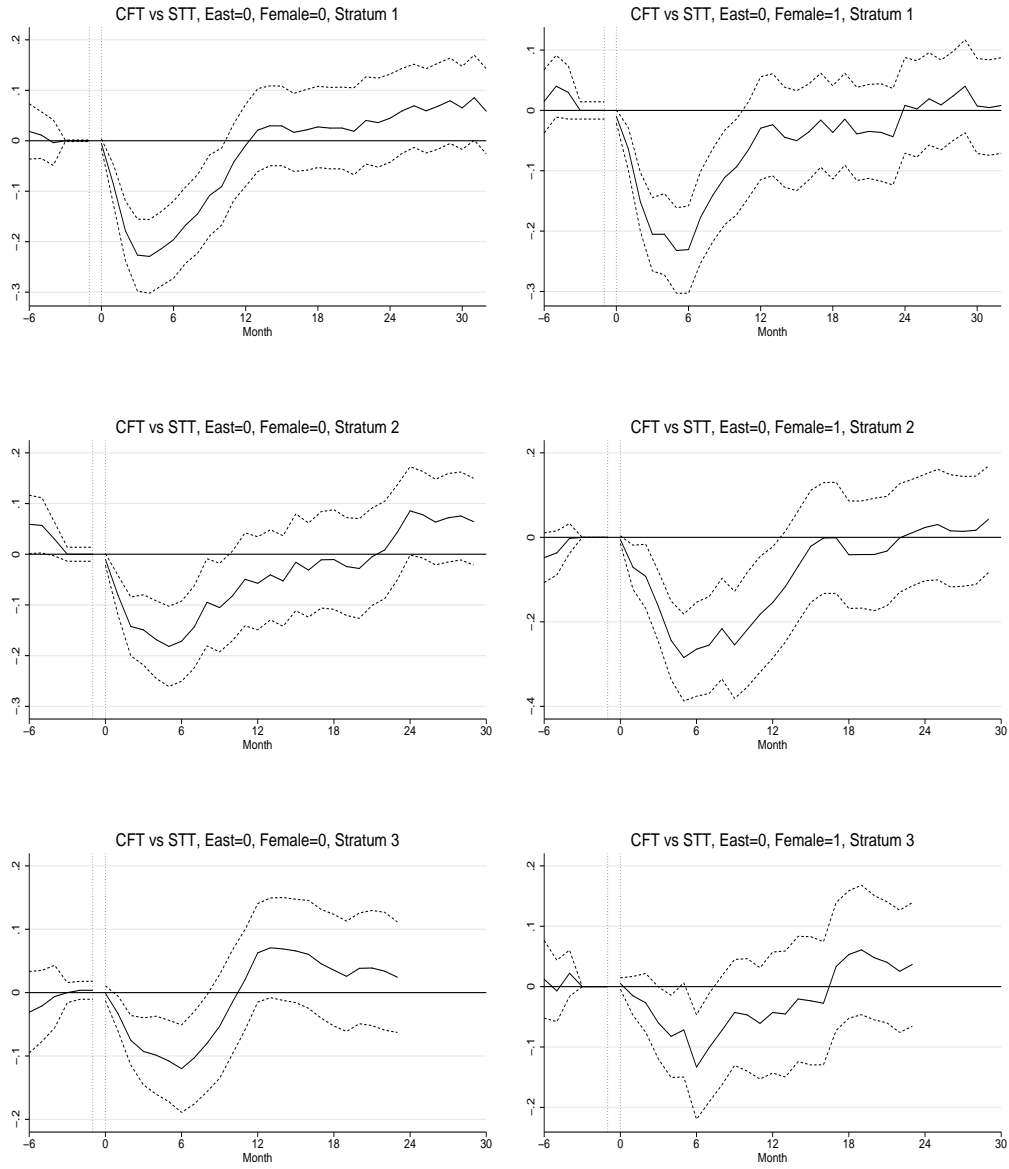 CFT vs STT, East=0, Female=0, Stratum 1
.2
.1
0
−.1
−.2
−.3
−6 0 6 12 18 24 30
Month
CFT vs STT, East=0, Female=1, Stratum 1
.1
0
−.1
−.2
−.3
−6 0 6 12 18 24 30
Month
CFT vs STT, East=0, Female=0, Stratum 2
.2
.1
0
−.1
−.2
−.3
−6 0 6 12 18 24 30
Month
CFT vs STT, East=0, Female=1, Stratum 2
.2
0
−.2
−.4
−6 0 6 12 18 24 30
Month
CFT vs STT, East=0, Female=0, Stratum 3
.2
.1
0
−.1
−.2
−6 0 6 12 18 24 30
Month
CFT vs STT, East=0, Female=1, Stratum 3
.2
.1
0
−.1
−.2
−6 0 6 12 18 24 30
Month